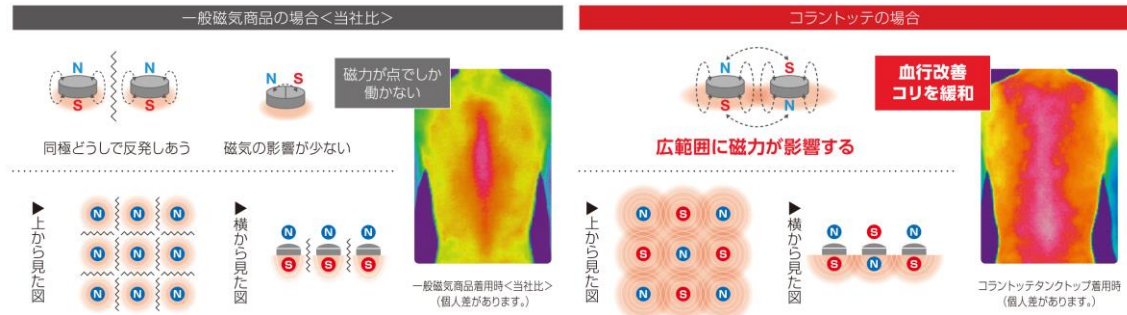 一般磁気商品の場合<当社比>
N
N
S
S
同極どうしで反発しあう
N S
磁気の影響が少ない
磁力が点でしか
働かない
▶上から見た図
N N N
N N N
N N N
▶横から見た図
N N N
S S S
一般磁気商品着用時<当社比>
(個人差があります。)
コラントッテの場合
N S
S N
広範囲に磁力が影響する
血行改善
コリを緩和
▶上から見た図
N S N
S N S
N S N
▶横から見た図
N S N
S N S
コラントッテタンクトップ着用時
(個人差があります。)